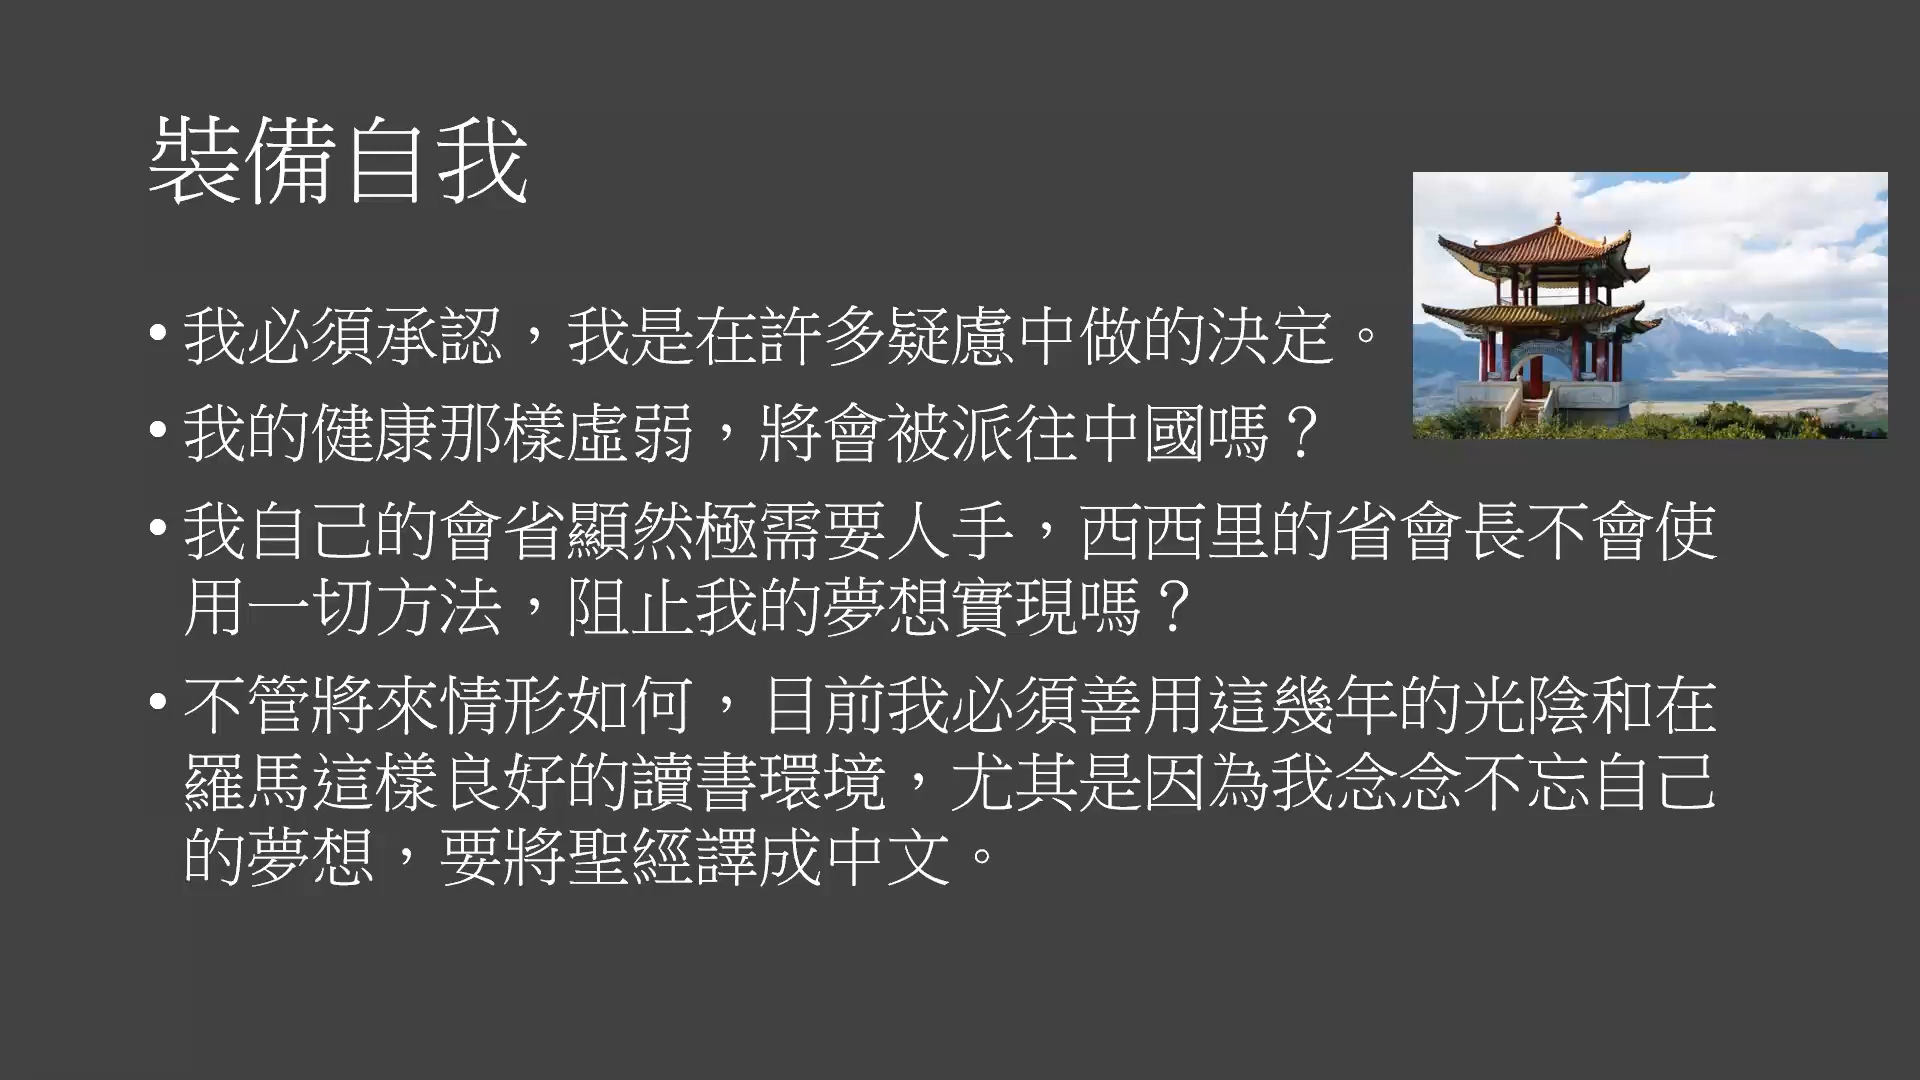 裝備自我
• 我必須承認，我是在許多疑慮中做的決定。
• 我的健康那樣虛弱，將會被派往中國嗎？
• 我自己的會省顯然極需要人手，西西里的省會長不會使
用一切方法，阻止我的夢想實現嗎？
• 不管將來情形如何，目前我必須善用這幾年的光陰和在
羅馬這樣良好的讀書環境，尤其是因為我念念不忘自己
的夢想，要將聖經譯成中文。